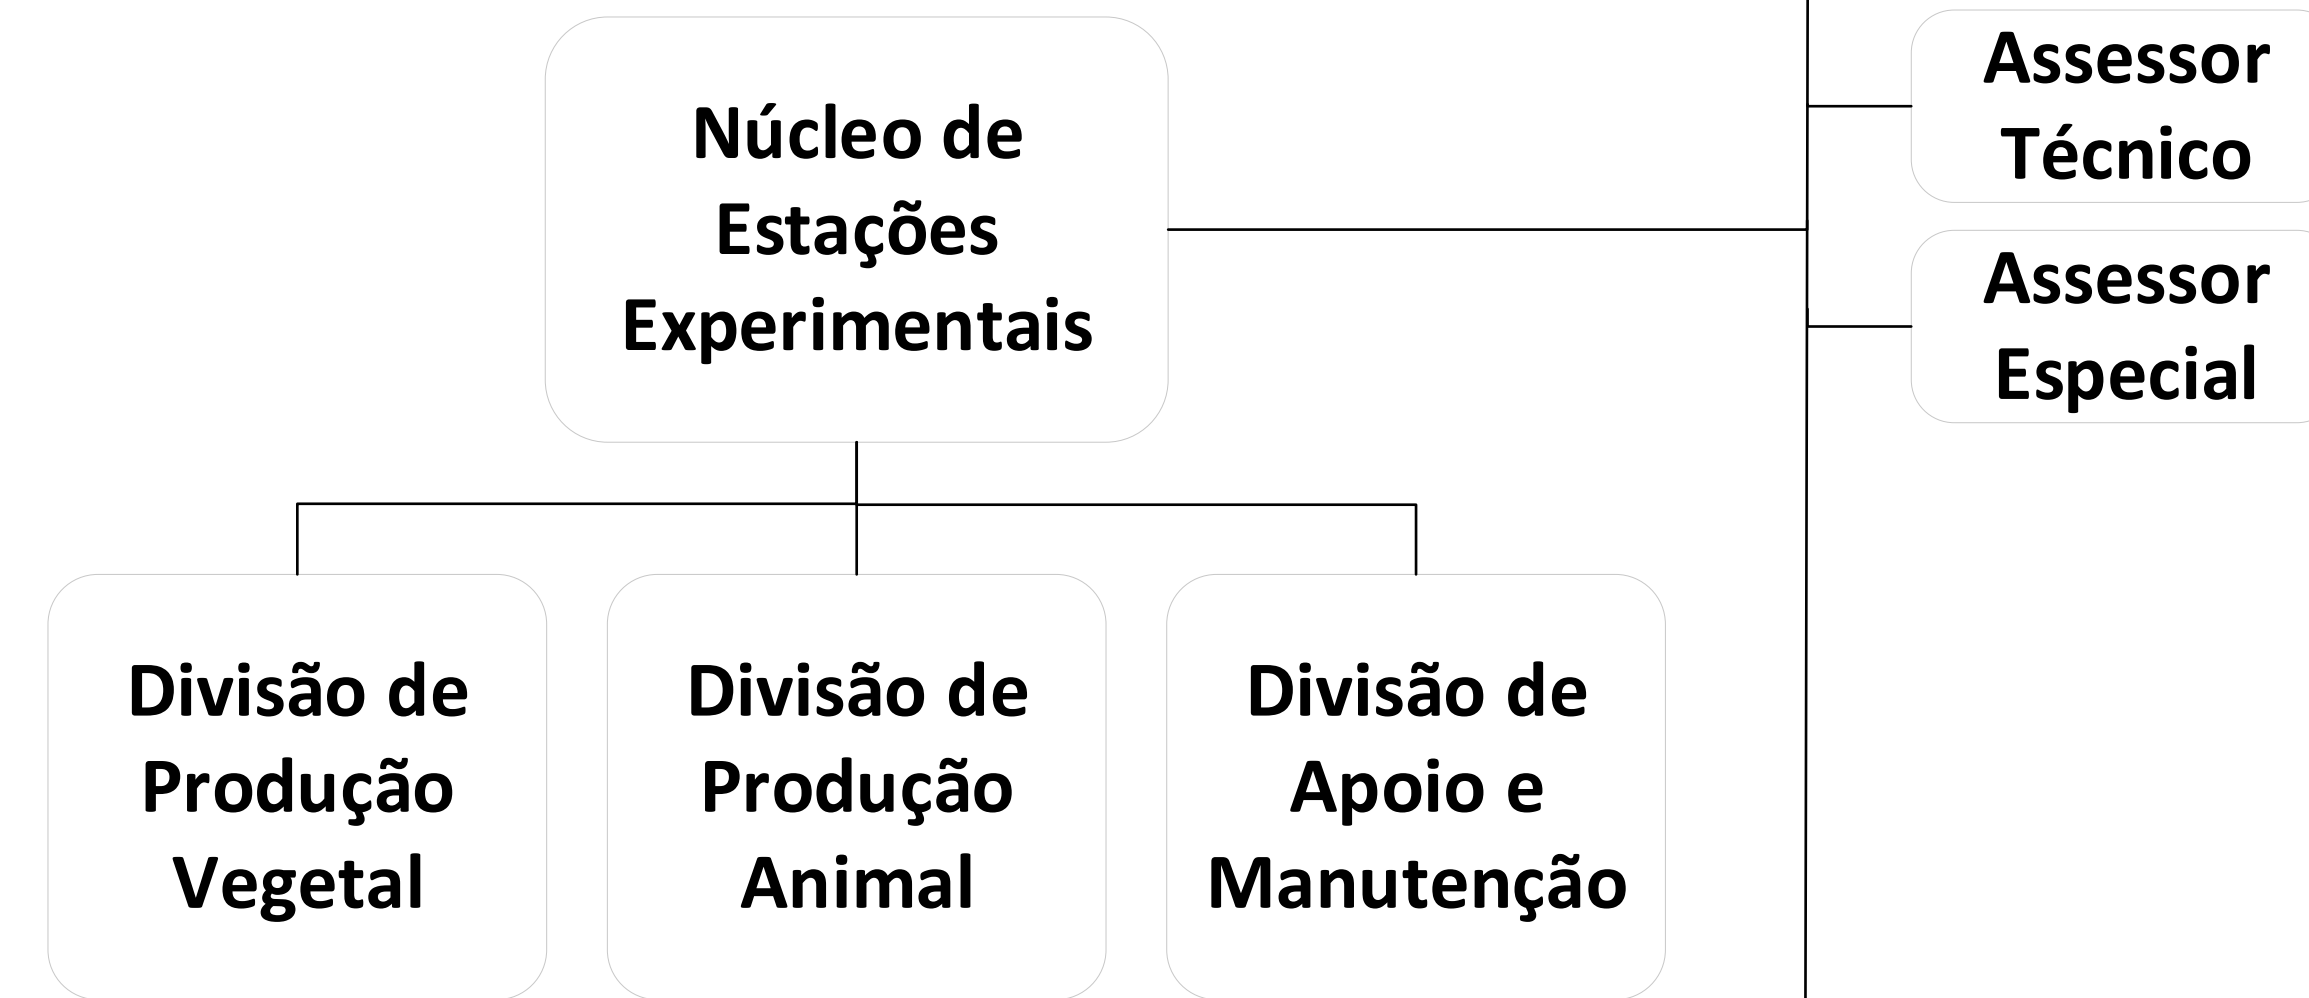 Núcleo de
Estações
Experimentais
Assessor
Técnico
Assessor
Especial
Divisão de
Produção
Vegetal
Divisão de
Produção
Animal
Divisão de
Apoio e
Manutenção